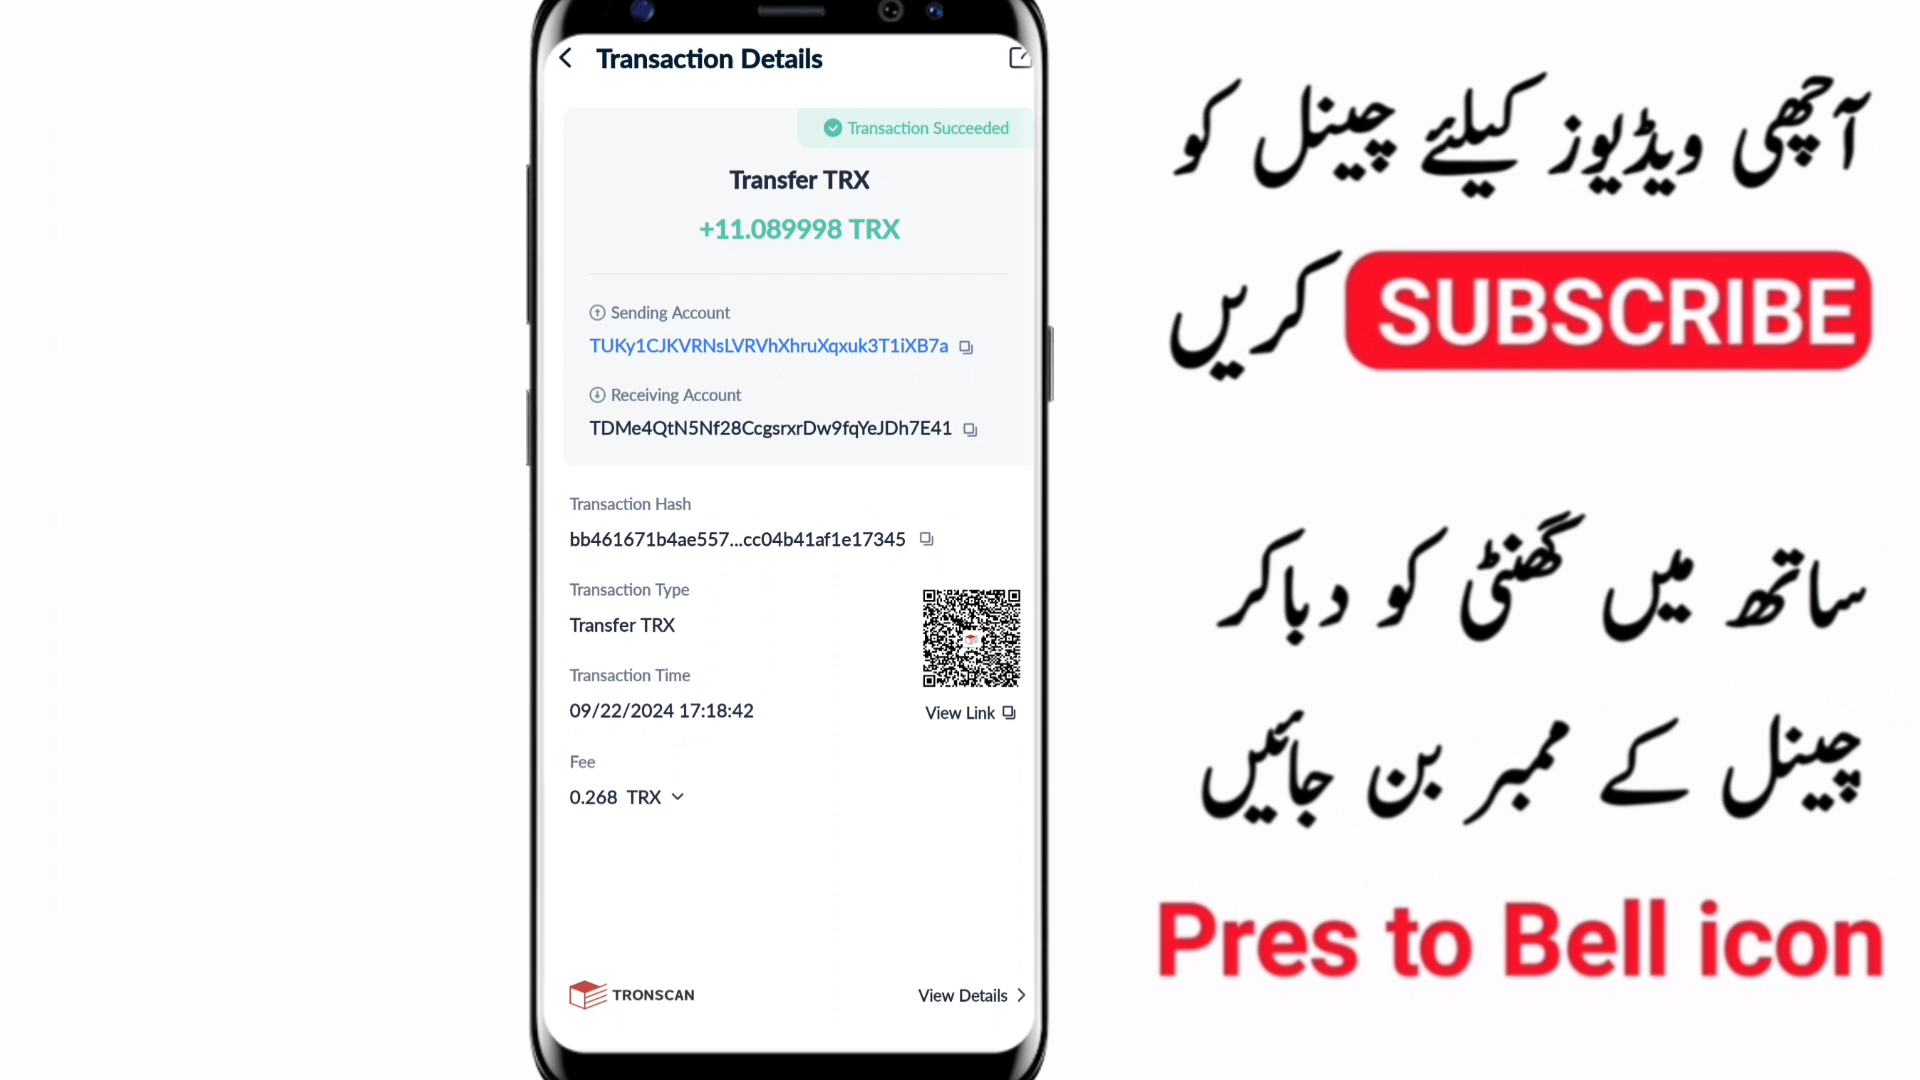 Transaction Details
Transaction Succeeded
Transfer TRX
+11.089998 TRX
Sending Account
TUKy1CJKVRNsLVRVhXhruXqxuk3T1iXB7a
Receiving Account
TDMe4QtN5Nf28CcgsrxrDw9fqYeJDh7E41
Transaction Hash
bb461671b4ae557...cc04b41af1e17345
Transaction Type
Transfer TRX
Transaction Time
09/22/2024 17:18:42
View Link
Fee
0.268 TRX
TRONSCAN
View Details
آچھی ویڈیوز کیلئے چینل کو
SUBSCRIBE کریں
ساتھ میں گھنٹی کو دباکر
چینل کے ممبر بن جائیں
Pres to Bell icon